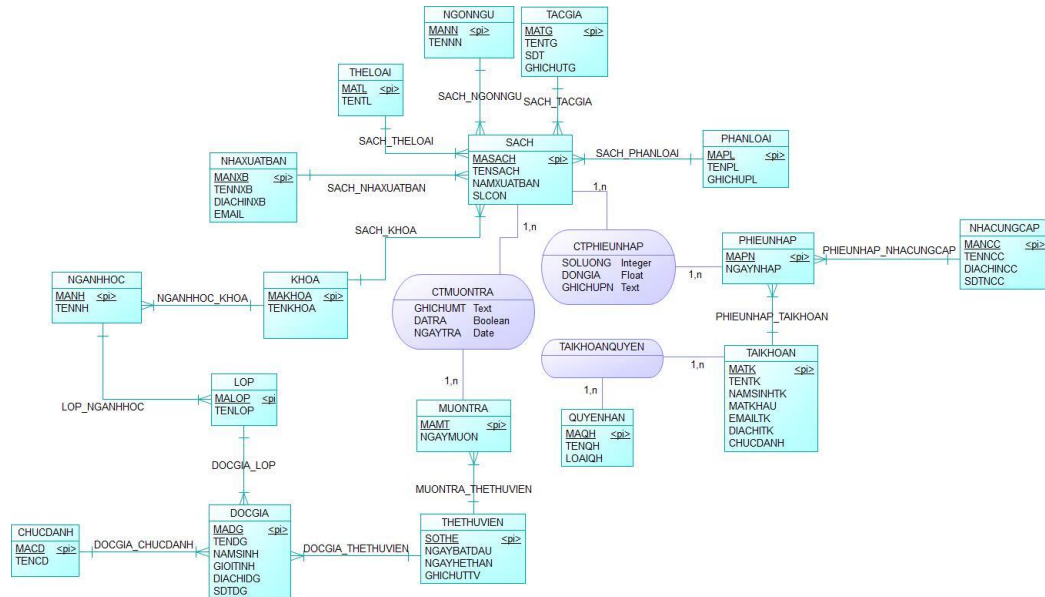 NGONNGU
MANN <pi>
TENNN
TACGIA
MATG <pi>
TENTG
SDT
GHICHUTG
THELOAI
MATL <pi>
TENTL
SACH_NGONNGU
SACH_TACGIA
SACH_THELOAI
NHAXUATBAN
MANXB <pi>
TENNXB
DIACHINXB
EMAIL
SACH_NHAXUATBAN
SACH
MASACH <pi>
TENSACH
NAMXUATBAN
SLCON
SACH_PHANLOAI
PHANLOAI
MAPL <pi>
TENPL
GHICHUPL
1,n
1,n
SACH_KHOA
CTPHIEUNHAP
SOLUONG Integer
DONGIA Float
GHICHUPN Text
1,n
PHIEUNHAP
MAPN <pi>
NGAYNHAP
PHIEUNHAP_NHACUNGCAP
NHACUNGCAP
MANCC <pi>
TENNCC
DIACHINCC
SDTNCC
NGANHHOC
MANH <pi>
TENNH
NGANHHOC_KHOA
KHOA
MAKHOA <pi>
TENKHOA
CTMUONTRA
GHICHUMT Text
DATRA Boolean
NGAYTRA Date
PHIEUNHAP_TAIKHOAN
TAIKHOANQUYEN
1,n
1,n
TAIKHOAN
MATK <pi>
TENTK
NAMSINHTK
MATKHAU
EMAILTK
DIACHITK
CHUCDANH
1,n
LOP_NGANHHOC
LOP
MALOP <pi
TENLOP
MUONTRA
MAMT <pi>
NGAYMUON
QUYENHAN
MAQH <pi>
TENQH
LOAIQH
DOCGIA_LOP
MUONTRA_THETHUVIEN
CHUCDANH
MACD <pi>
TENCD
DOCGIA_CHUCDANH
DOCGIA
MADG <pi>
TENDG
NAMSINH
GIOITINH
DIACHIDG
SDTDG
DOCGIA_THETHUVIEN
THETHUVIEN
SOTHE <pi>
NGAYBATDAU
NGAYHETHAN
GHICHUTTV